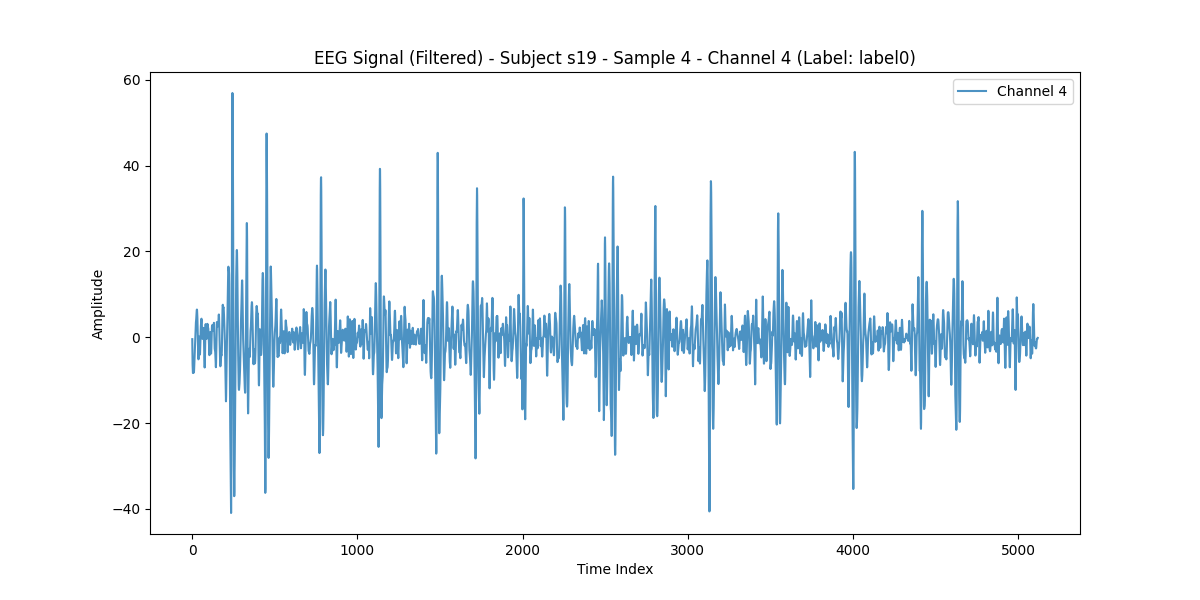 EEG Signal (Filtered) - Subject s19 - Sample 4 - Channel 4 (Label: label0)
Channel 4
60
40
20
0
−20
−40
Amplitude
0 1000 2000 3000 4000 5000
Time Index